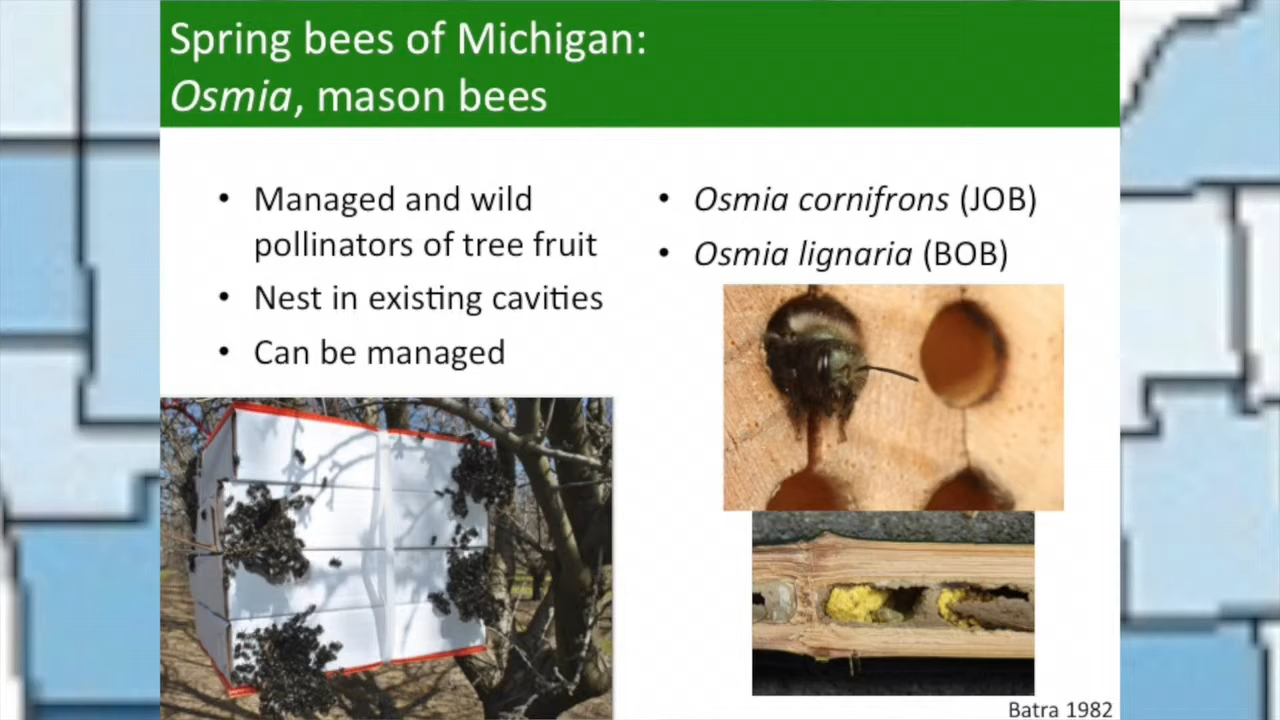 Spring bees of Michigan:
Osmia, mason bees
• Managed and wild
pollinators of tree fruit
• Nest in existing cavities
• Can be managed
• Osmia cornifrons (JOB)
• Osmia lignaria (BOB)
Batra 1982